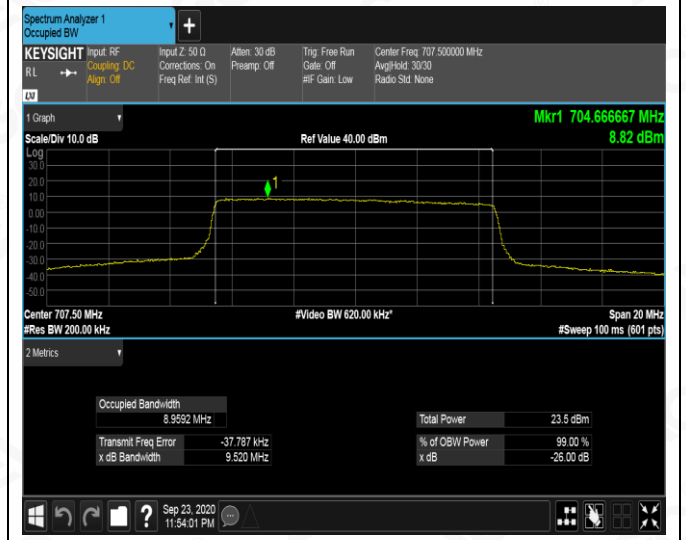 Spectrum Analyzer 1
Occupied BW
KEYSIGHT Input: RF Input Z: 50 Ω Atten: 30 dB Trig: Free Run Center Freq: 707.500000 MHz
RL Coupling: DC Corrections: On Preamp: Off Gate: Off Avg|Hold: 30/30
Align: Off Freq Ref: Int (S) #IF Gain: Low Radio Std: None
LXI
1 Graph Mkr1 704.666667 MHz
Scale/Div 10.0 dB Ref Value 40.00 dBm 8.82 dBm
Log
30.0
20.0
1
10.0
0.00
-10.0
-20.0
-30.0
-40.0
-50.0
Center 707.50 MHz #Video BW 620.00 kHz* Span 20 MHz
#Res BW 200.00 kHz #Sweep 100 ms (601 pts)
2 Metrics
Occupied Bandwidth
8.9592 MHz Total Power 23.5 dBm
Transmit Freq Error -37.787 kHz % of OBW Power 99.00 %
x dB Bandwidth 9.520 MHz x dB -26.00 dB
? Sep 23, 2020
11:54:01 PM